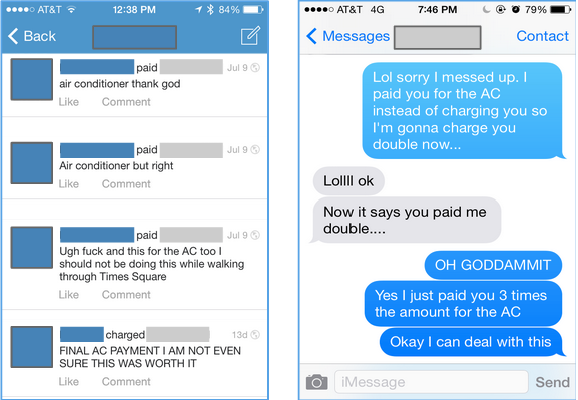 AT&T 12:38 PM 84%
Back
paid Jul 9
air conditioner thank god
Like Comment
paid Jul 9
Air conditioner but right
Like Comment
paid Jul 9
Ugh fuck and this for the AC too I
should not be doing this while walking
through Times Square
Like Comment
charged 13d
FINAL AC PAYMENT I AM NOT EVEN
SURE THIS WAS WORTH IT
Like Comment
AT&T 4G 7:46 PM 79%
Messages Contact
Lol sorry I messed up. I
paid you for the AC
instead of charging you so
I'm gonna charge you
double now...
Lollll ok
Now it says you paid me
double....
OH GODDAMMIT
Yes I just paid you 3 times
the amount for the AC
Okay I can deal with this
iMessage Send